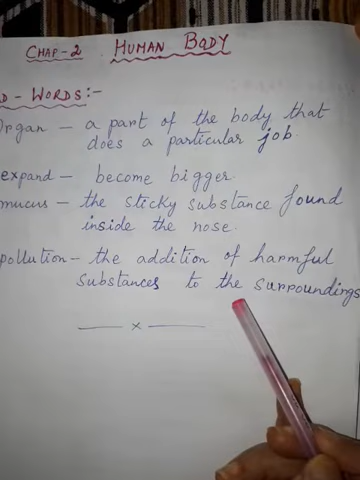 CHAP-2 HUMAN BODY
D-WORDS:-
Organ - a part of the body that
does a particular job.
expand - become bigger.
mucus - the sticky substance found
inside the nose.
pollution - the addition of harmful
substances to the surroundings
x